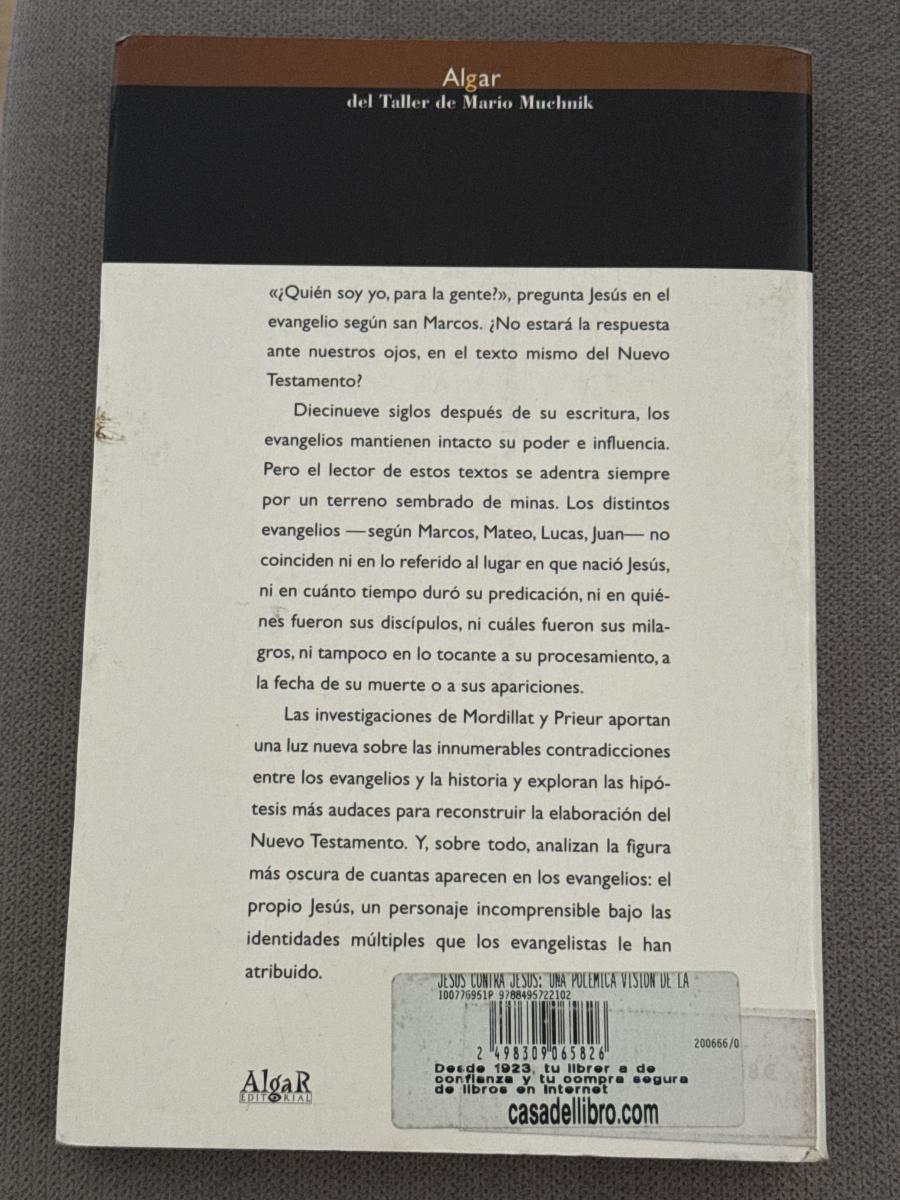 Algar
del Taller de Mario Muchnik
«¿Quién soy yo, para la gente?», pregunta Jesús en el
evangelio según san Marcos. ¿No estará la respuesta
ante nuestros ojos, en el texto mismo del Nuevo
Testamento?
Diecinueve siglos después de su escritura, los
evangelios mantienen intacto su poder e influencia.
Pero el lector de estos textos se adentra siempre
por un terreno sembrado de minas. Los distintos
evangelios —según Marcos, Mateo, Lucas, Juan— no
coinciden ni en lo referido al lugar en que nació Jesús,
ni en cuánto tiempo duró su predicación, ni en quié-
nes fueron sus discípulos, ni cuáles fueron sus mila-
gros, ni tampoco en lo tocante a su procesamiento, a
la fecha de su muerte o a sus apariciones.
Las investigaciones de Mordillat y Prieur aportan
una luz nueva sobre las innumerables contradicciones
entre los evangelios y la historia y exploran las hipó-
tesis más audaces para reconstruir la elaboración del
Nuevo Testamento. Y, sobre todo, analizan la figura
más oscura de cuantas aparecen en los evangelios: el
propio Jesús, un personaje incomprensible bajo las
identidades múltiples que los evangelistas le han
atribuido.
JESUS CONTRA JESUS: UNA POLEMICA VISION DE LA
I00776951P 9788495722102
2 498309 065826
200666/0
Desde 1923, tu librer a de
confianza y tu compra segura
de libros en Internet
casadellibro.com
AlgaR
EDITORIAL